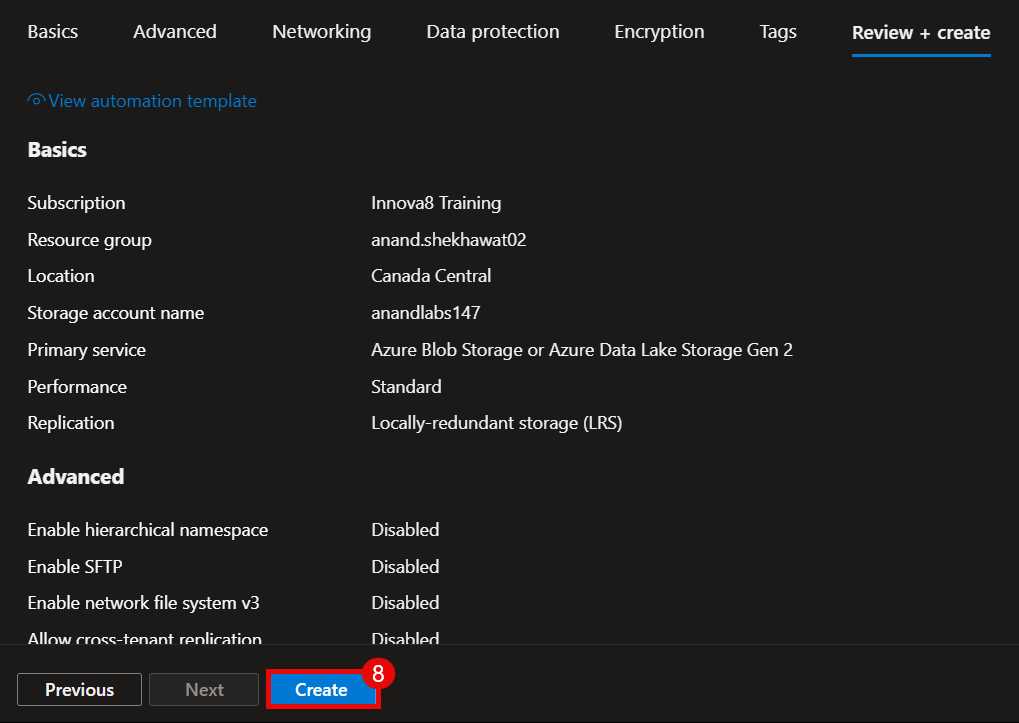 Basics Advanced Networking Data protection Encryption Tags Review + create
View automation template
Basics
Subscription Innova8 Training
Resource group anand.shekhawat02
Location Canada Central
Storage account name anandlabs147
Primary service Azure Blob Storage or Azure Data Lake Storage Gen 2
Performance Standard
Replication Locally-redundant storage (LRS)
Advanced
Enable hierarchical namespace Disabled
Enable SFTP Disabled
Enable network file system v3 Disabled
Allow cross-tenant replication Disabled
Previous Next Create 8